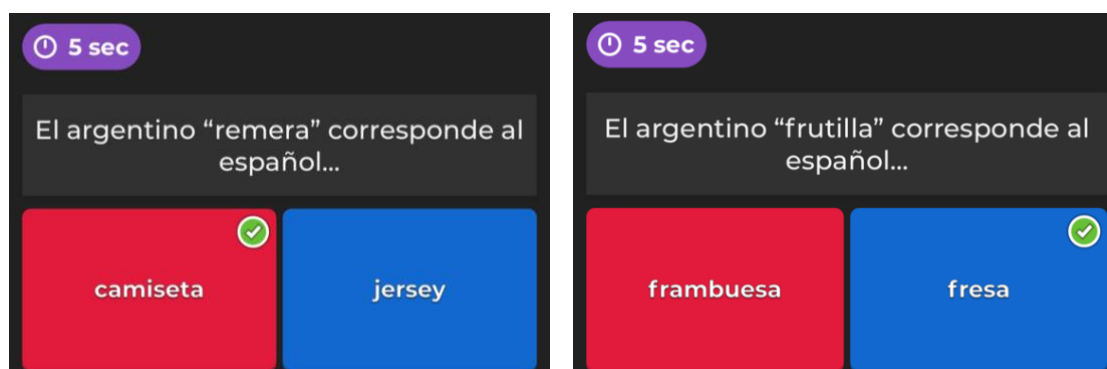 5 sec
El argentino “remera” corresponde al
español...
camiseta
jersey
5 sec
El argentino “frutilla” corresponde al
español...
frambuesa
fresa